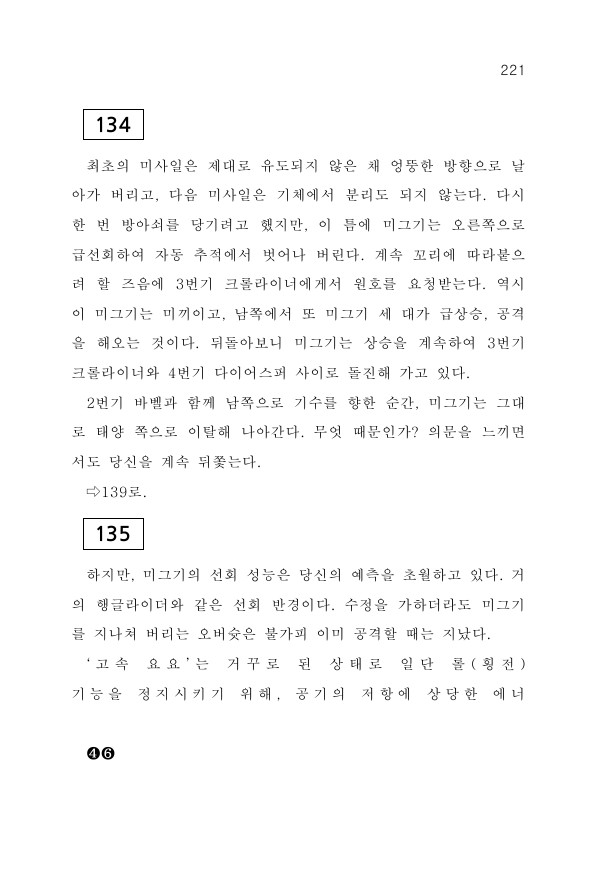 221
134
최초의 미사일은 제대로 유도되지 않은 채 엉뚱한 방향으로 날
아가 버리고, 다음 미사일은 기체에서 분리도 되지 않는다. 다시
한 번 방아쇠를 당기려고 했지만, 이 틈에 미그기는 오른쪽으로
급선회하여 자동 추적에서 벗어나 버린다. 계속 꼬리에 따라붙으
려 할 즈음에 3번기 크롤라이너에게서 원호를 요청받는다. 역시
이 미그기는 미끼이고, 남쪽에서 또 미그기 세 대가 급상승, 공격
을 해오는 것이다. 뒤돌아보니 미그기는 상승을 계속하여 3번기
크롤라이너와 4번기 다이어스퍼 사이로 돌진해 가고 있다.
2번기 바벨과 함께 남쪽으로 기수를 향한 순간, 미그기는 그대
로 태양 쪽으로 이탈해 나아간다. 무엇 때문인가? 의문을 느끼면
서도 당신을 계속 뒤쫓는다.
⇨139로.
135
하지만, 미그기의 선회 성능은 당신의 예측을 초월하고 있다. 거
의 행글라이더와 같은 선회 반경이다. 수정을 가하더라도 미그기
를 지나쳐 버리는 오버슛은 불가피 이미 공격할 때는 지났다.
‘고속 요요’는 거꾸로 된 상태로 일단 롤(횡전)
기능을 정지시키기 위해, 공기의 저항에 상당한 에너
❹❻